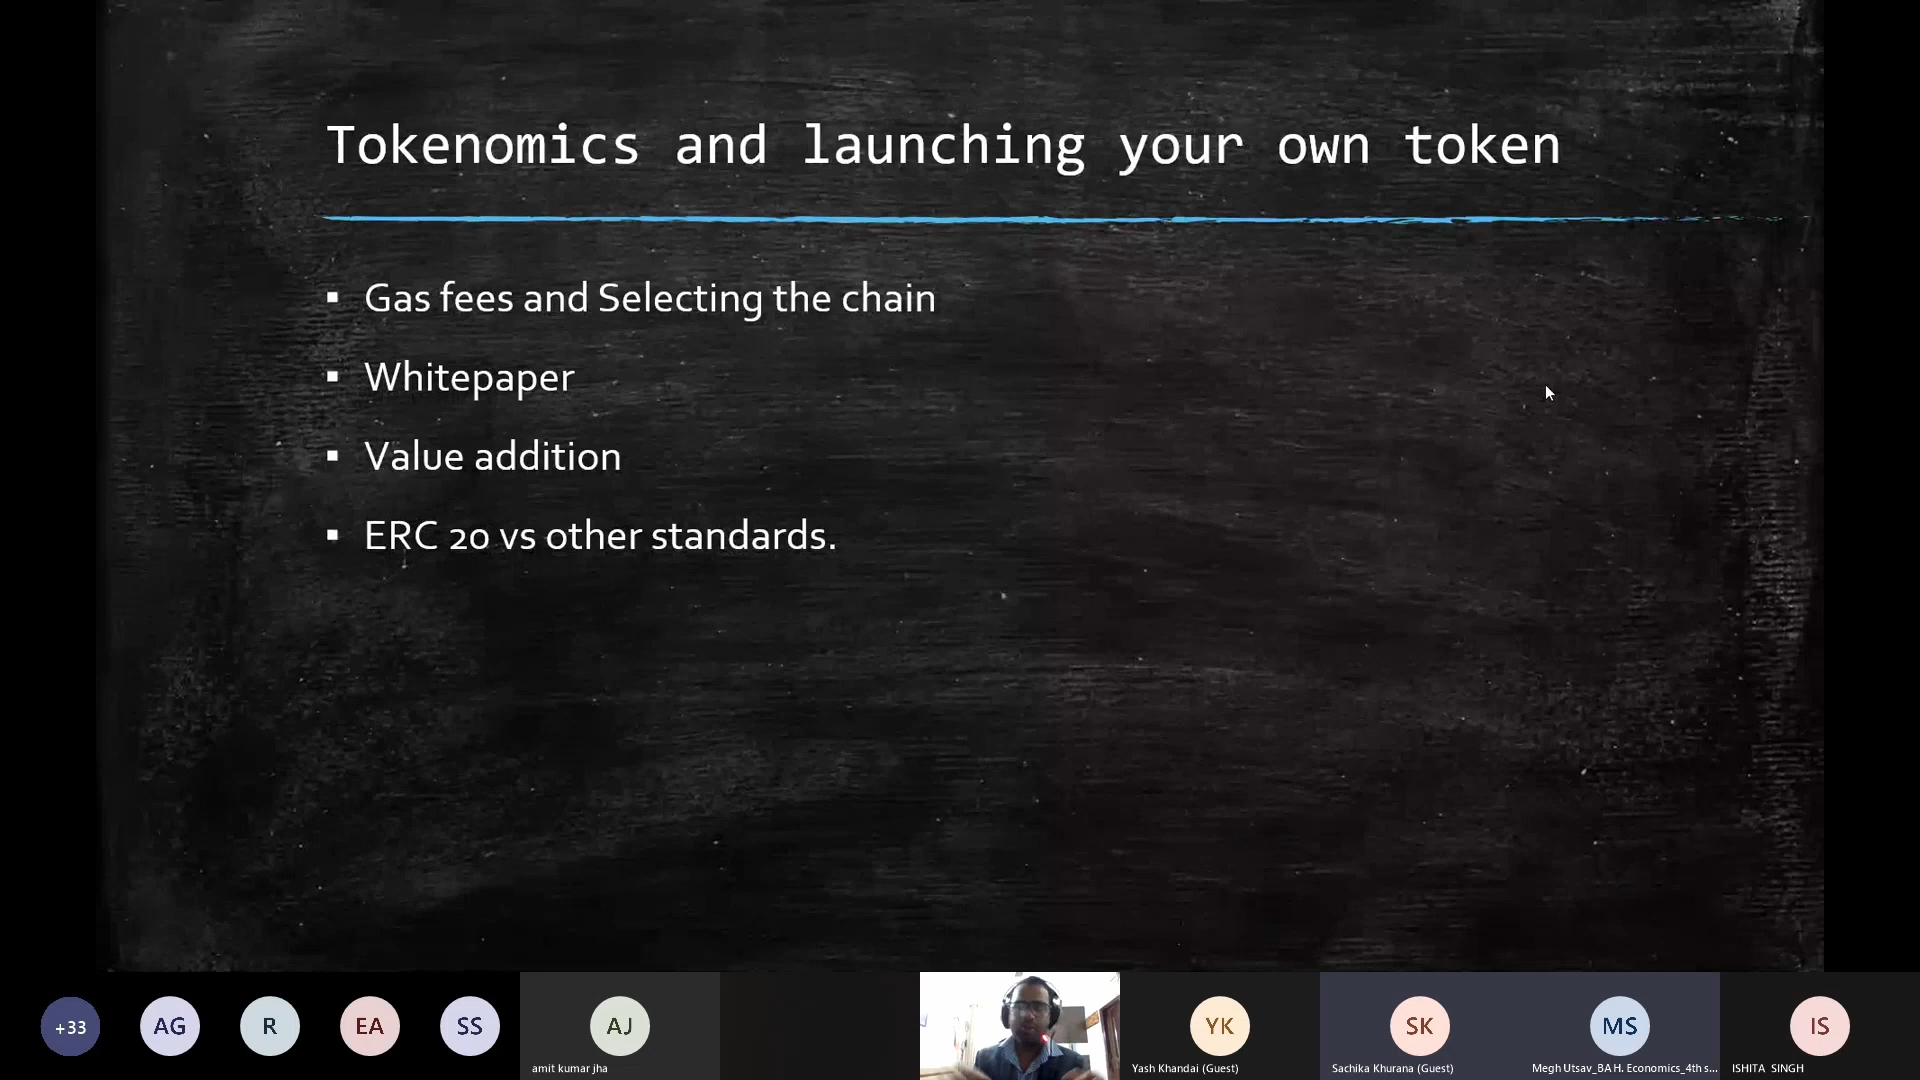 Tokenomics and launching your own token
▪ Gas fees and Selecting the chain
▪ Whitepaper
▪ Value addition
▪ ERC 20 vs other standards.
+33
AG
R
EA
SS
AJ
amit kumar jha
YK
Yash Khandai (Guest)
SK
Sachika Khurana (Guest)
MS
Megh Utsav_BA H. Economics_4th s...
IS
ISHITA SINGH